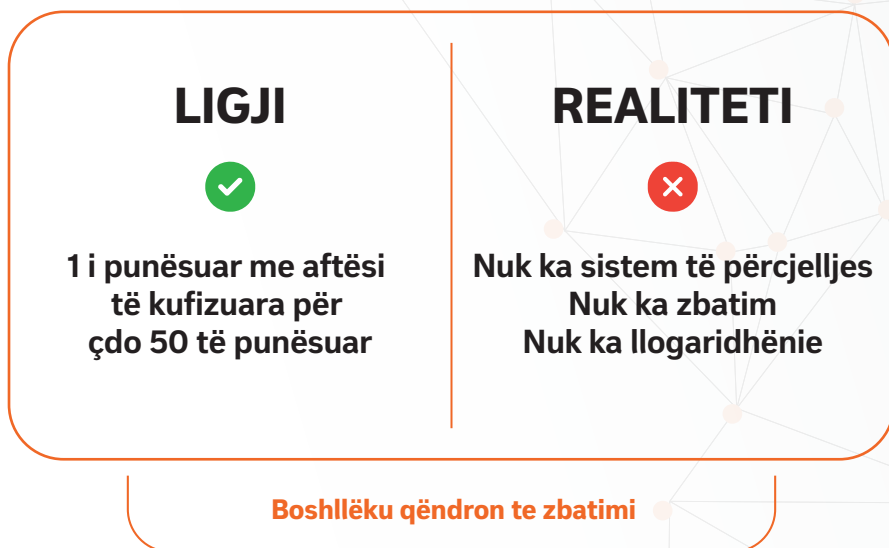 LIGJI
1 i punësuar me aftësi
të kufizuara për
çdo 50 të punësuar
REALITETI
Nuk ka sistem të përcjelljes
Nuk ka zbatim
Nuk ka llogaridhënie
Boshllëku qëndron te zbatimi